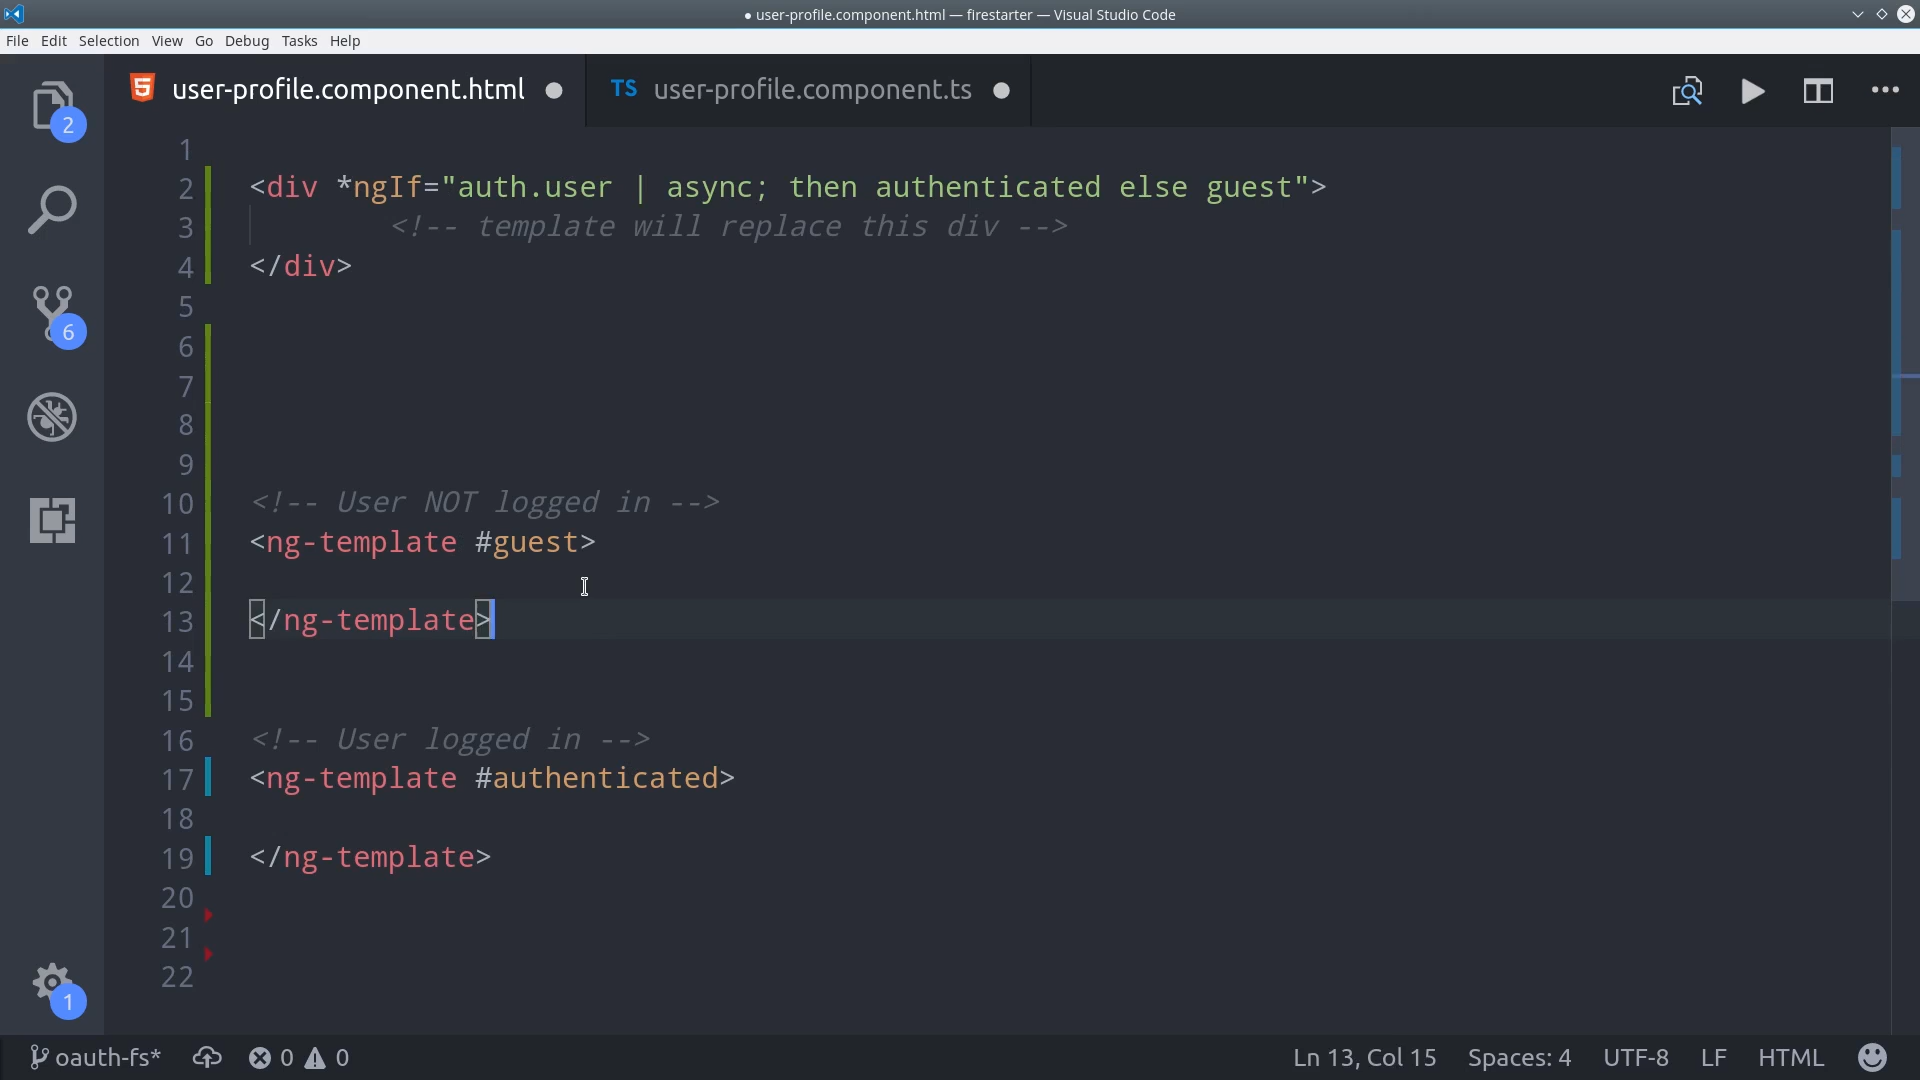 ● user-profile.component.html — firestarter — Visual Studio Code
File Edit Selection View Go Debug Tasks Help
user-profile.component.html ● TS user-profile.component.ts ●
2
6
1
1
2 <div *ngIf="auth.user | async; then authenticated else guest">
3 <!-- template will replace this div -->
4 </div>
5
6
7
8
9
10 <!-- User NOT logged in -->
11 <ng-template #guest>
12
13 </ng-template>
14
15
16 <!-- User logged in -->
17 <ng-template #authenticated>
18
19 </ng-template>
20
21
22
oauth-fs* 0 0 Ln 13, Col 15 Spaces: 4 UTF-8 LF HTML